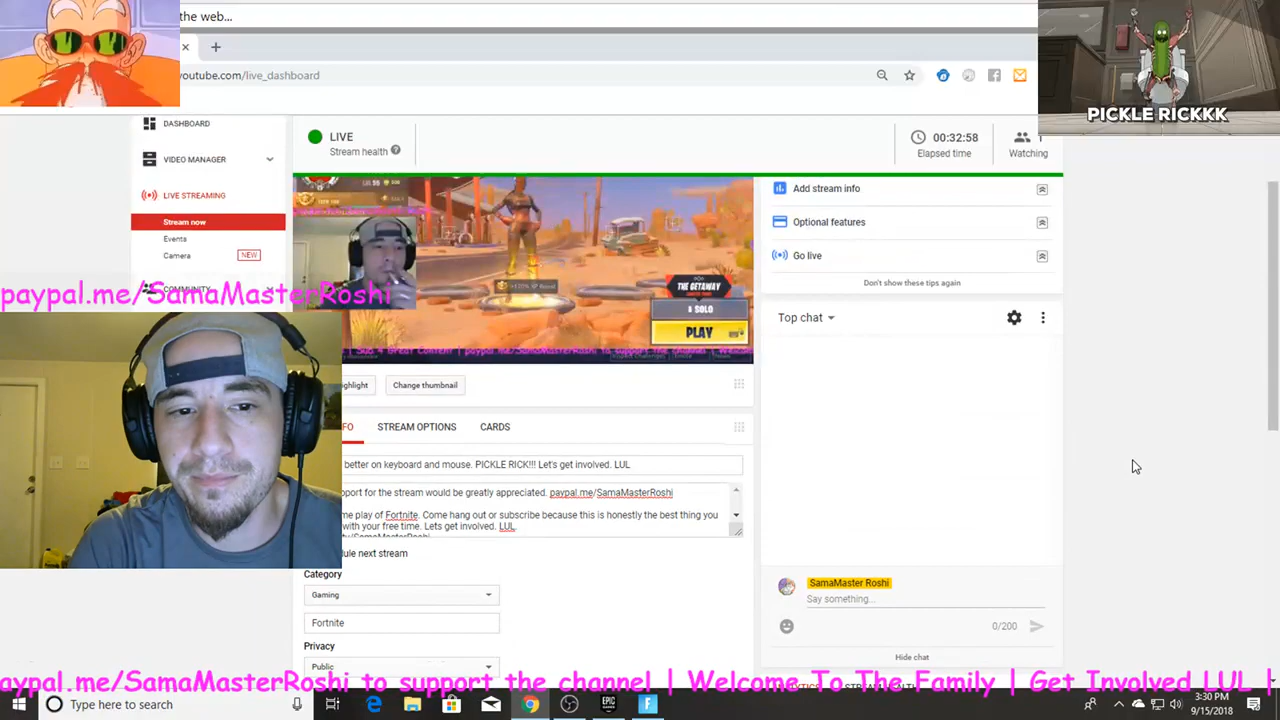 the web...
PICKLE RICKKK
youtube.com/live_dashboard
DASHBOARD
VIDEO MANAGER
LIVE STREAMING
Stream now
Events
Camera
NEW
COMMUNITY
paypal.me/SamaMasterRoshi
LIVE
Stream health
00:32:58
Elapsed time
1
Watching
THE GETAWAY
SOLO
PLAY
Add stream info
Optional features
Go live
Don't show these tips again
Top chat
Change thumbnail
STREAM OPTIONS
CARDS
better on keyboard and mouse. PICKLE RICK!!! Let's get involved. LUL
port for the stream would be greatly appreciated. paypal.me/SamaMasterRoshi
me play of Fortnite. Come hang out or subscribe because this is honestly the best thing you
with your free time. Lets get involved. LUL
ule next stream
Category
Gaming
Fortnite
Privacy
Public
SamaMaster Roshi
Say something...
0/200
Hide chat
paypal.me/SamaMasterRoshi to support the channel | Welcome To The Family | Get Involved LUL |
Type here to search
3:30 PM
9/15/2018